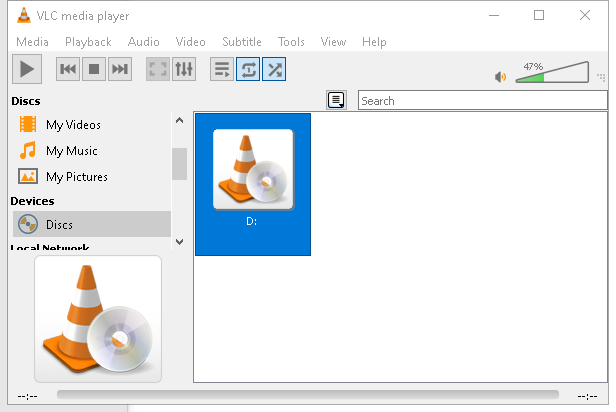 VLC media player
Media Playback Audio Video Subtitle Tools View Help
47%
Search
Discs
My Videos
My Music
My Pictures
Devices
Discs
Local Network
D:
--:-- --:--